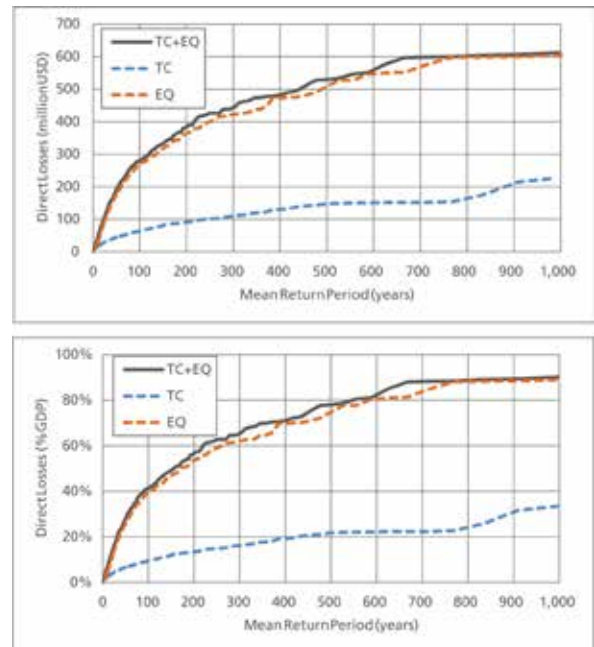 Direct Losses (million USD)
700
600
500
400
300
200
100
0
TC+EQ
TC
EQ
0 100 200 300 400 500 600 700 800 900 1,000
Mean Return Period (years)
Direct Losses (% GDP)
100%
80%
60%
40%
20%
0%
TC+EQ
TC
EQ
0 100 200 300 400 500 600 700 800 900 1,000
Mean Return Period (years)